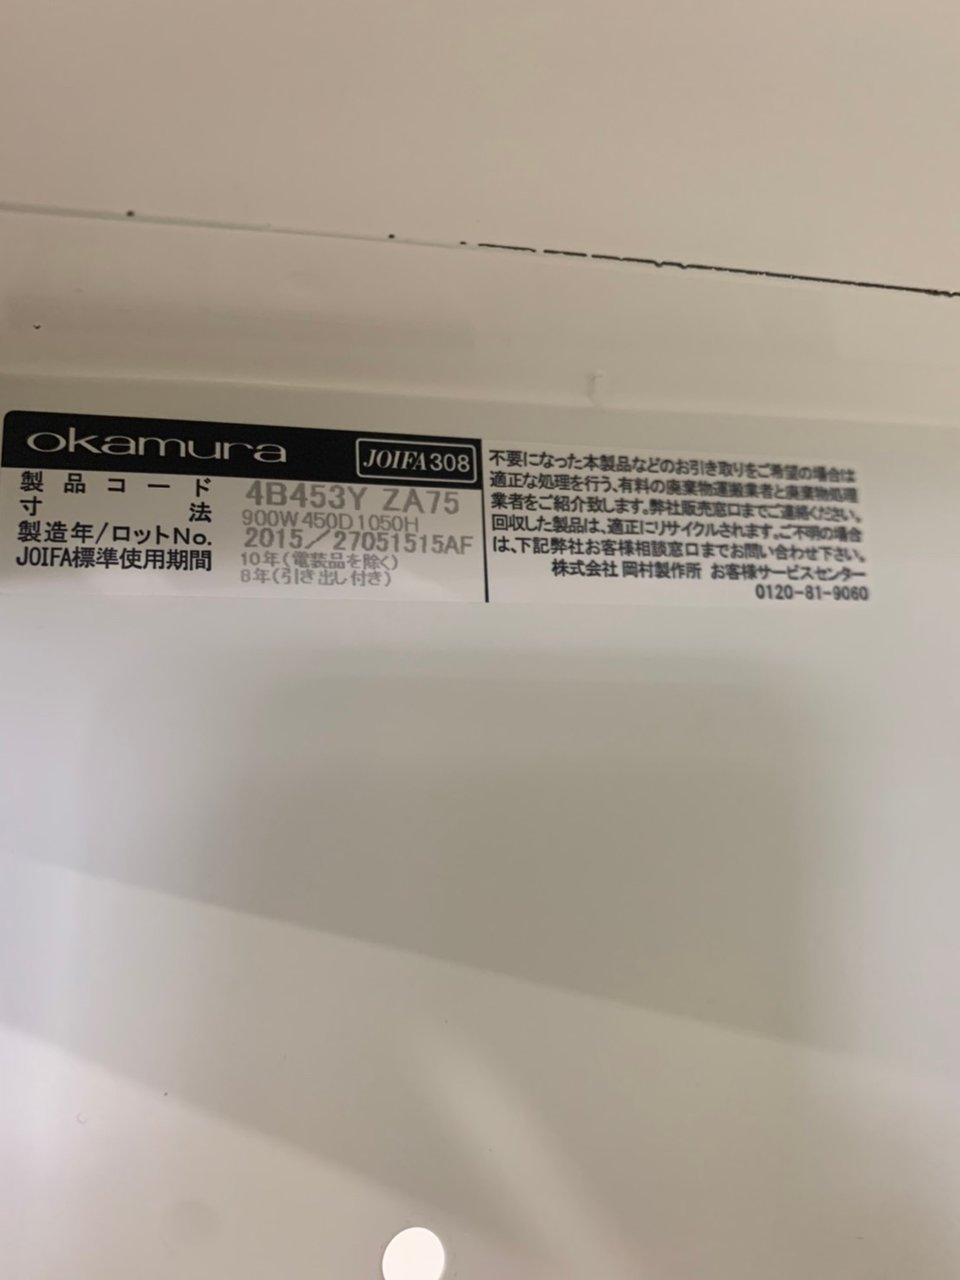 okamura
JOIFA308
製品コード 4B453Y ZA75
寸法 900W450D1050H
製造年/ロットNo. 2015/27051515AF
JOIFA標準使用期間 10年(電装品を除く)
8年(引き出し付き)
不要になった本製品などのお引き取りをご希望の場合は
適正な処理を行う、有料の廃棄物運搬業者と廃棄物処理
業者をご紹介致します。弊社販売窓口までご連絡ください。
回収した製品は、適正にリサイクルされます。ご不明の場合
は、下記弊社お客様相談窓口までお問い合わせ下さい。
株式会社 岡村製作所 お客様サービスセンター
0120-81-9060